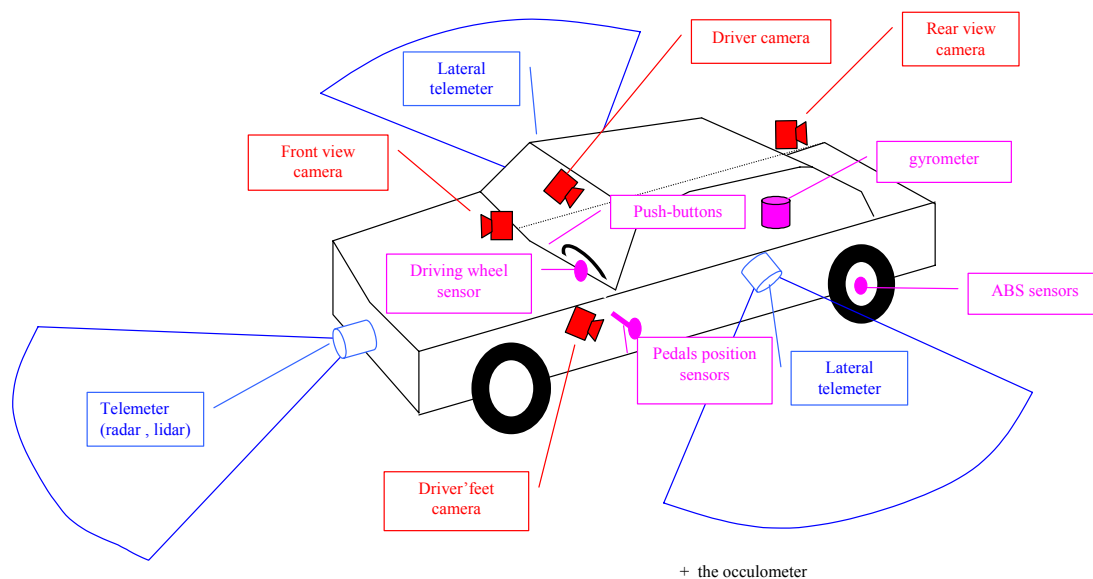 Driver camera
Rear view
camera
Lateral
telemeter
Front view
camera
gyrometer
Push-buttons
Driving wheel
sensor
ABS sensors
Pedals position
sensors
Lateral
telemeter
Telemeter
(radar , lidar)
Driver’feet
camera
+ the occulometer